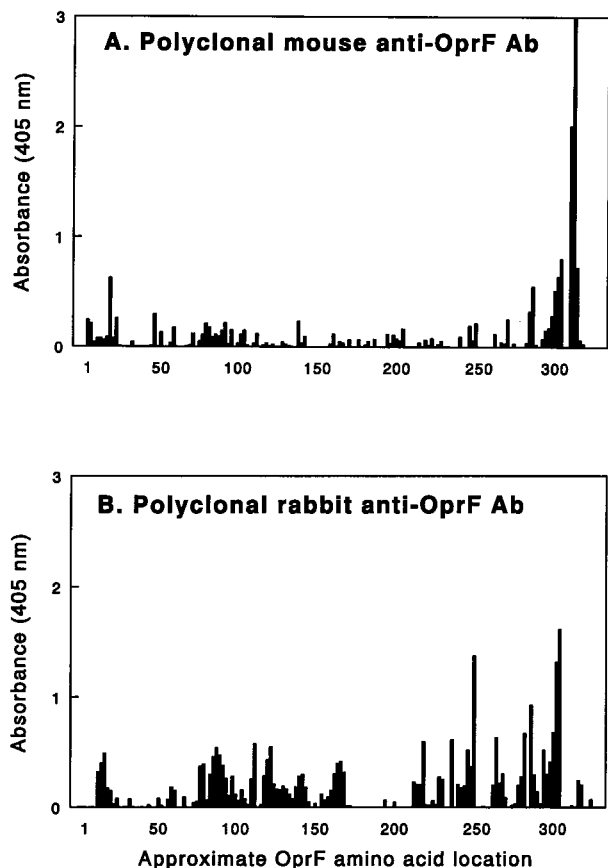 A. Polyclonal mouse anti-OprF Ab
Absorbance (405 nm)
3
2
1
0
1 50 100 150 200 250 300
B. Polyclonal rabbit anti-OprF Ab
Absorbance (405 nm)
3
2
1
0
1 50 100 150 200 250 300
Approximate OprF amino acid location